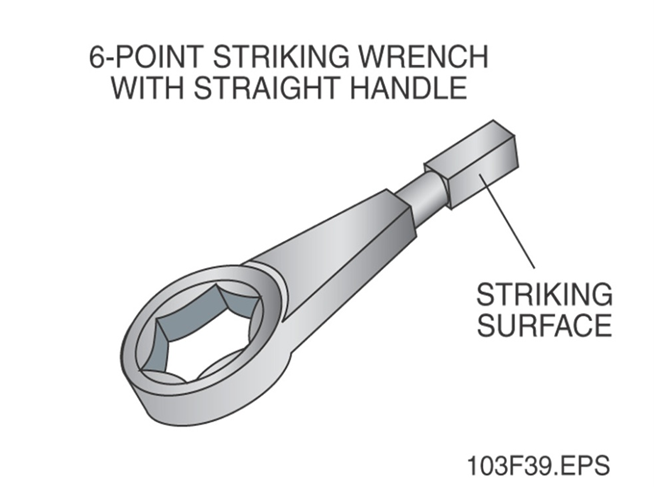 6-POINT STRIKING WRENCH
WITH STRAIGHT HANDLE
STRIKING
SURFACE
103F39.EPS